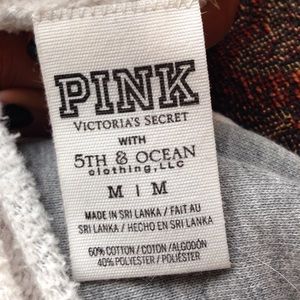 PINK
VICTORIA'S SECRET
WITH
5TH & OCEAN
clothing, LLC
M | M
MADE IN SRI LANKA / FAIT AU
SRI LANKA / HECHO EN SRI LANKA
60% COTTON / COTON / ALGODÓN
40% POLYESTER / POLIÉSTER